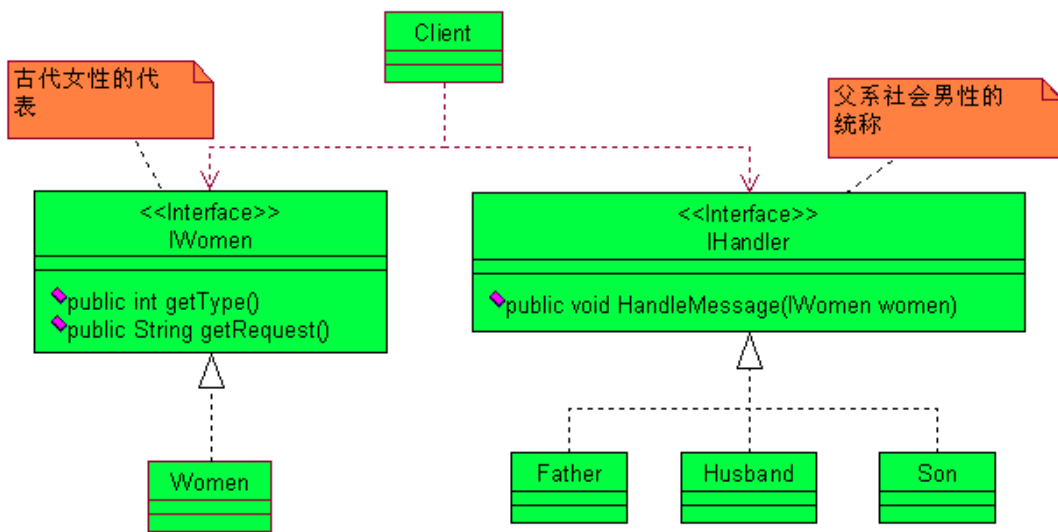 Client
古代女性的代
表
父系社会男性的
统称
<<Interface>>
IWomen
public int getType()
public String getRequest()
<<Interface>>
IHandler
public void HandleMessage(IWomen women)
Women
Father
Husband
Son